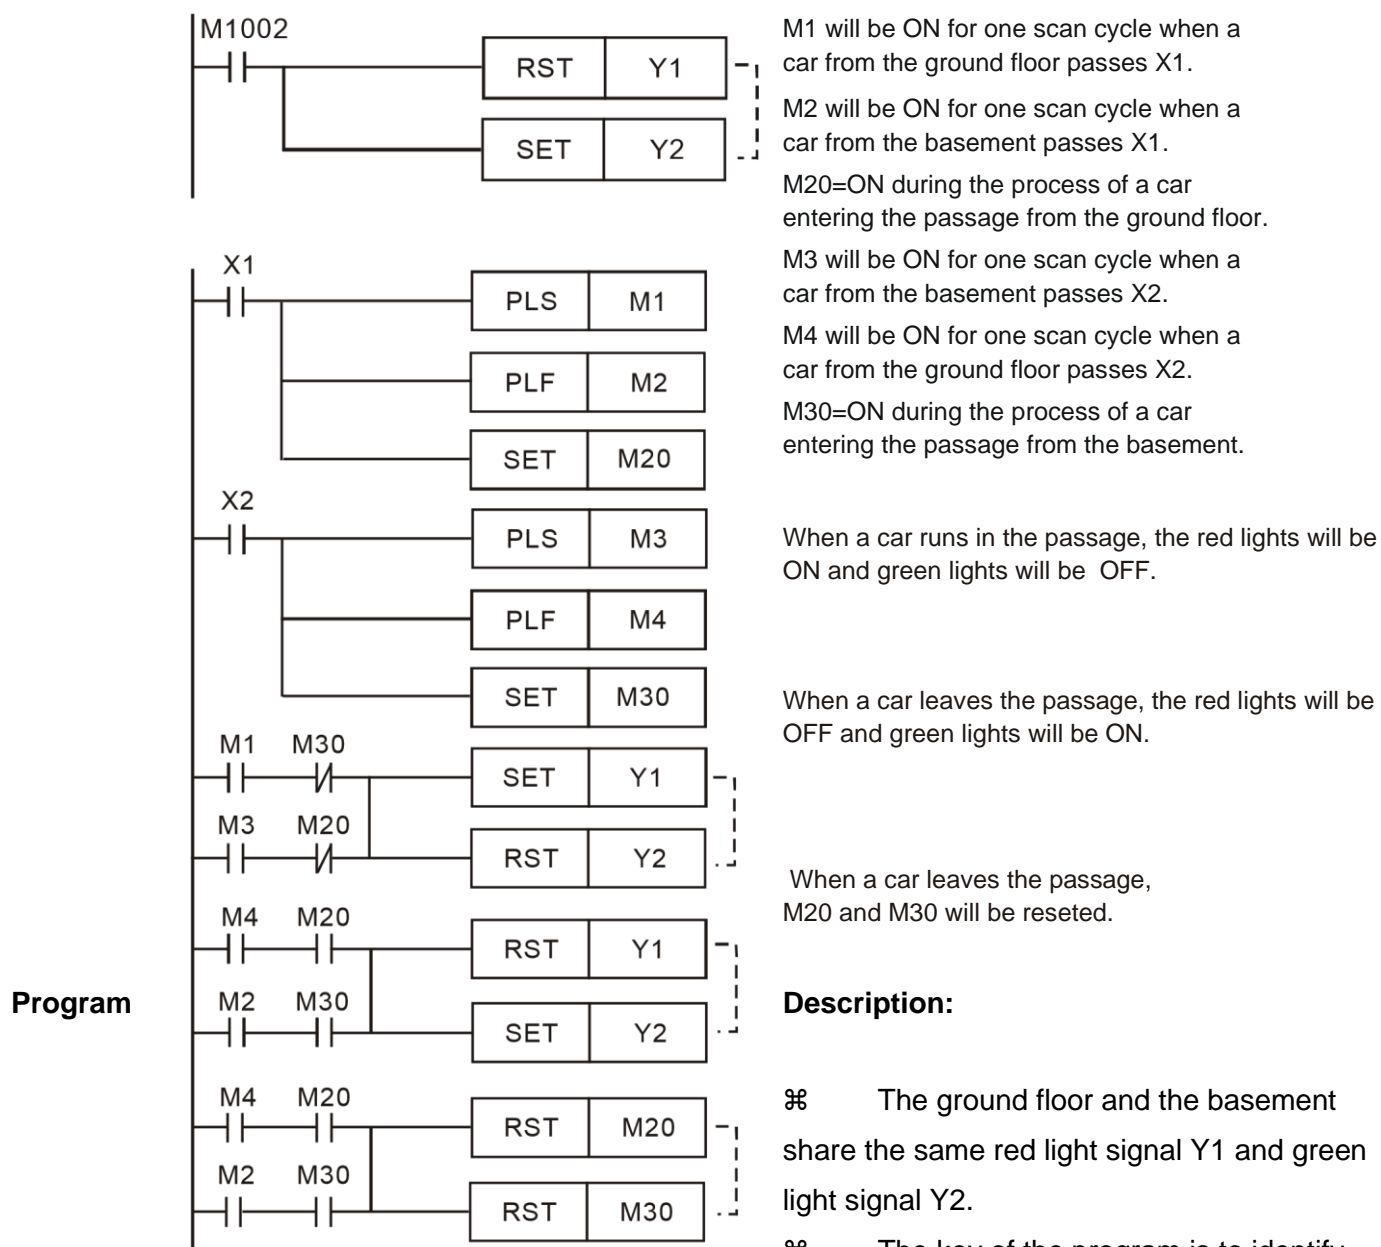 M1002
RST Y1
SET Y2
X1
PLS M1
PLF M2
SET M20
X2
PLS M3
PLF M4
SET M30
M1 M30
SET Y1
M3 M20
RST Y2
M4 M20
RST Y1
M2 M30
SET Y2
M4 M20
RST M20
M2 M30
RST M30
M1 will be ON for one scan cycle when a
car from the ground floor passes X1.
M2 will be ON for one scan cycle when a
car from the basement passes X1.
M20=ON during the process of a car
entering the passage from the ground floor.
M3 will be ON for one scan cycle when a
car from the basement passes X2.
M4 will be ON for one scan cycle when a
car from the ground floor passes X2.
M30=ON during the process of a car
entering the passage from the basement.
When a car runs in the passage, the red lights will be
ON and green lights will be OFF.
When a car leaves the passage, the red lights will be
OFF and green lights will be ON.
When a car leaves the passage,
M20 and M30 will be reseted.
Program Description:
⌘ The ground floor and the basement
share the same red light signal Y1 and green
light signal Y2.
⌘ The key of the program is to identify